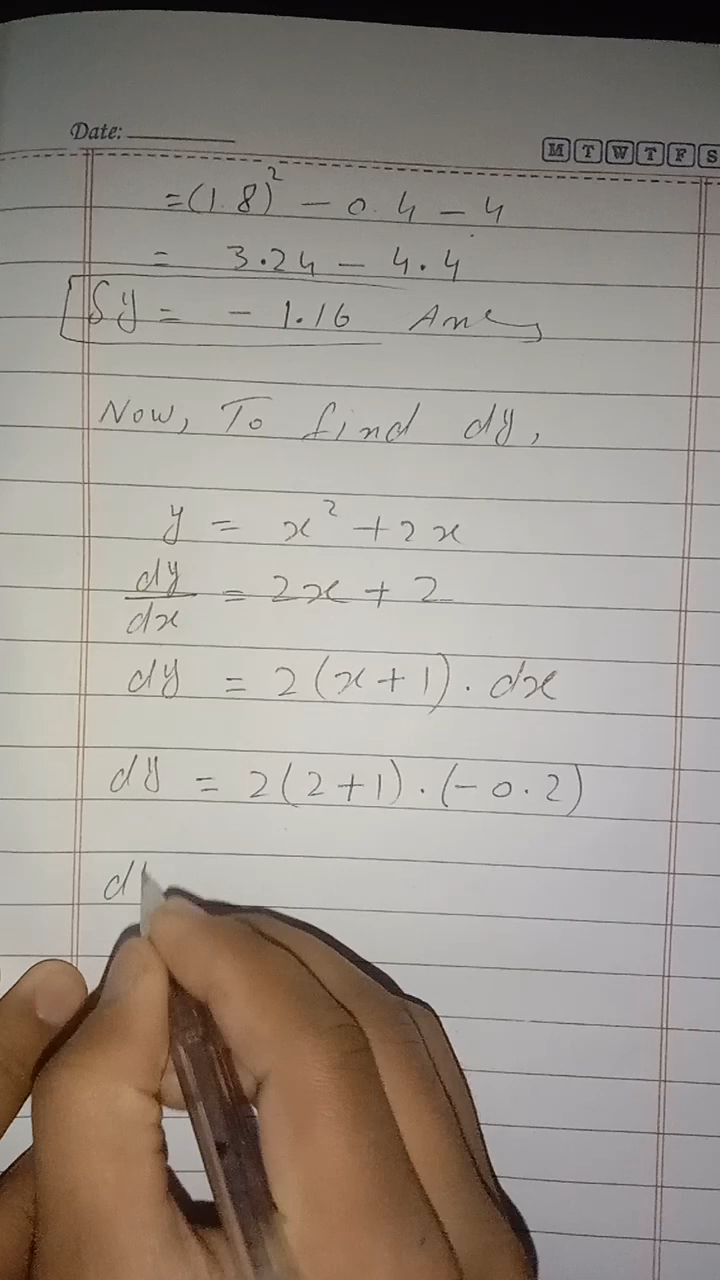 Date:
M T W T F S
= (1.8)² - 0.4 - 4
= 3.24 - 4.4
δy = - 1.16 Ans
Now, To find dy,
y = x² + 2x
dy/dx = 2x + 2
dy = 2(x+1) . dx
dy = 2(2+1) . (-0.2)
d